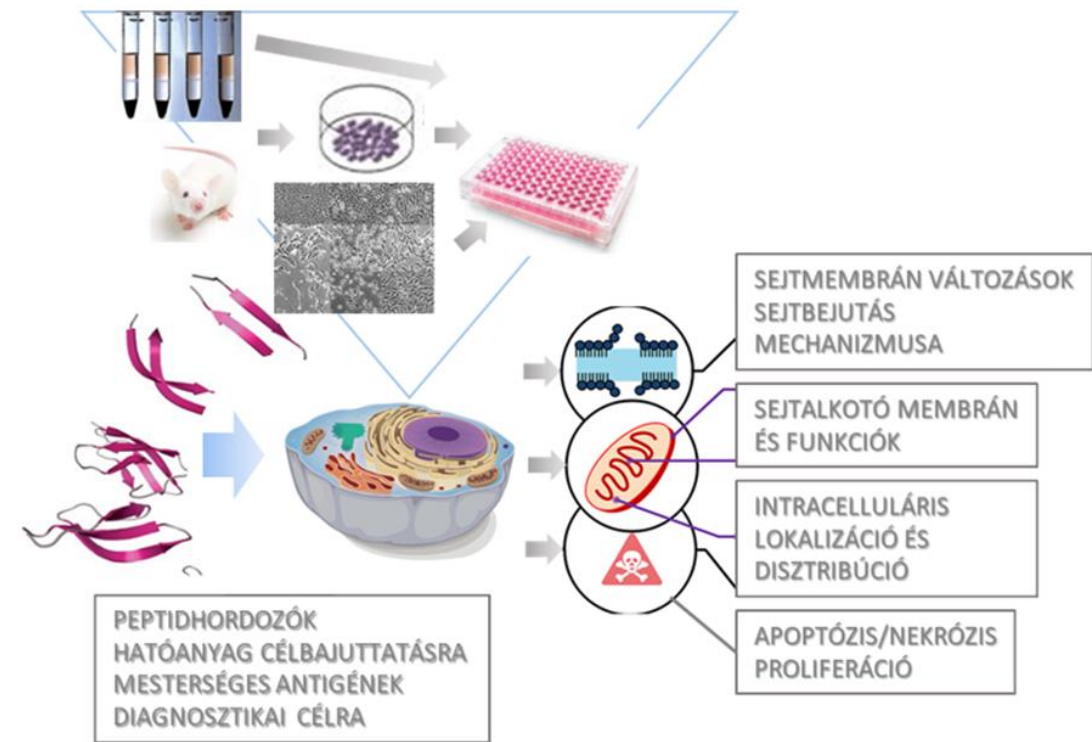 SEJTMEMBRÁN VÁLTOZÁSOK
SEJTBEJUTÁS
MECHANIZMUSA
SEJTALKOTÓ MEMBRÁN
ÉS FUNKCIÓK
INTRACELLULÁRIS
LOKALIZÁCIÓ ÉS
DISZTRIBÚCIÓ
APOPTÓZIS/NEKRÓZIS
PROLIFERÁCIÓ
PEPTIDHORDOZÓK
HATÓANYAG CÉLBAJUTTATÁSRA
MESTERSÉGES ANTIGÉNEK
DIAGNOSZTIKAI CÉLRA